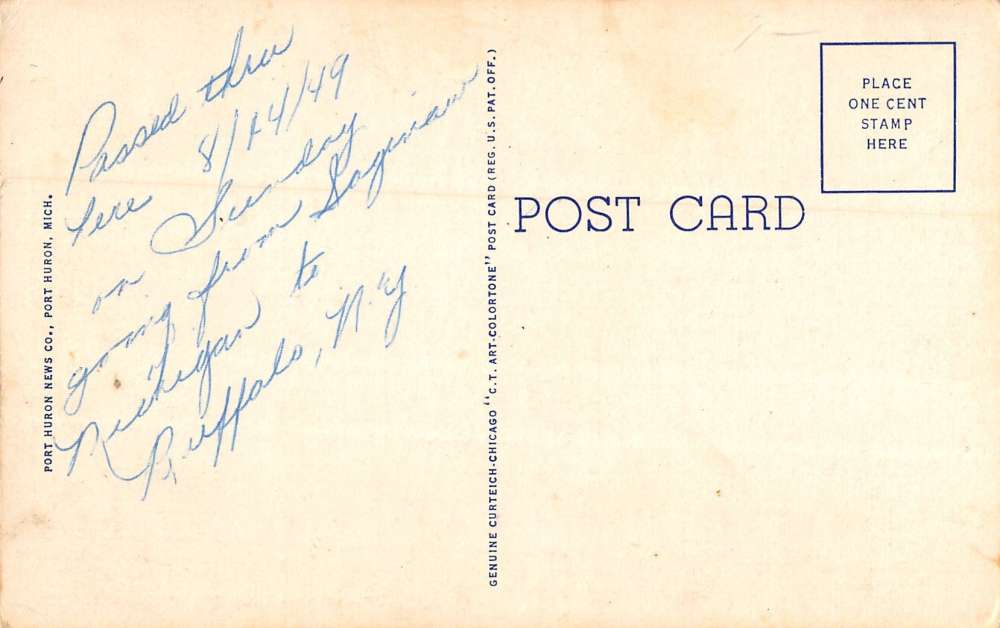 Passed thru
here 8/14/49
on Sunday
going from Saginaw
Michigan to
Buffalo, N.Y
PORT HURON NEWS CO., PORT HURON, MICH.
GENUINE CURTEICH-CHICAGO "C.T. ART-COLORTONE" POST CARD (REG. U.S. PAT. OFF.)
POST CARD
PLACE
ONE CENT
STAMP
HERE